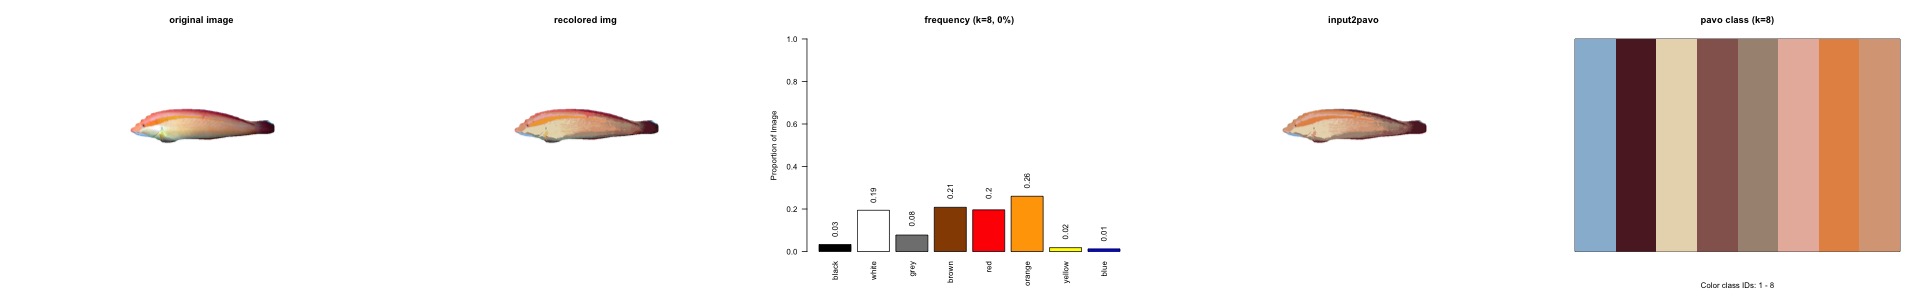 original image
recolored img
frequency (k=8, 0%)
input2pavo
pavo class (k=8)
Proportion of Image
1.0
0.8
0.6
0.4
0.2
0.0
0.03
0.19
0.08
0.21
0.2
0.26
0.02
0.01
black
white
grey
brown
red
orange
yellow
blue
Color class IDs: 1 - 8